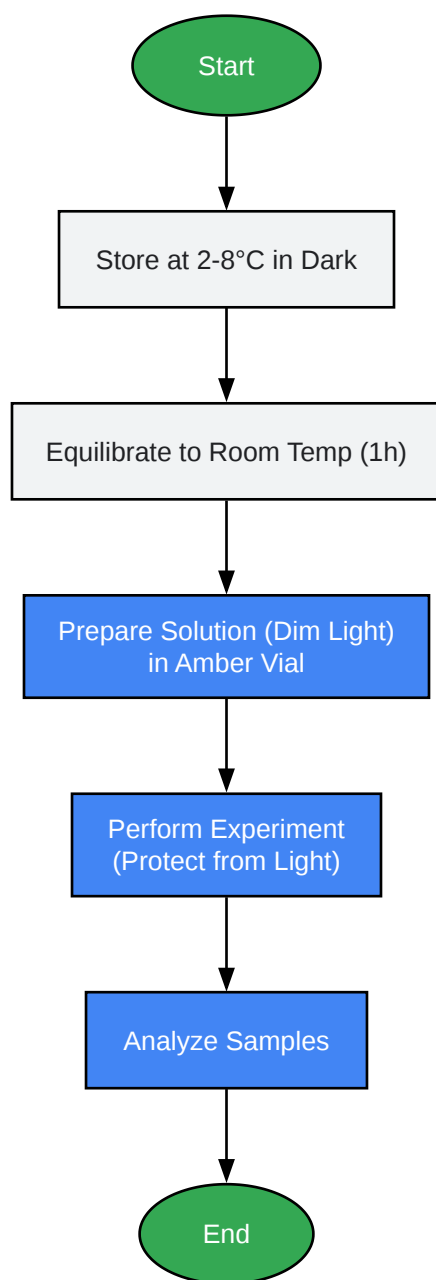 Start
Store at 2-8°C in Dark
Equilibrate to Room Temp (1h)
Prepare Solution (Dim Light)
in Amber Vial
Perform Experiment
(Protect from Light)
Analyze Samples
End